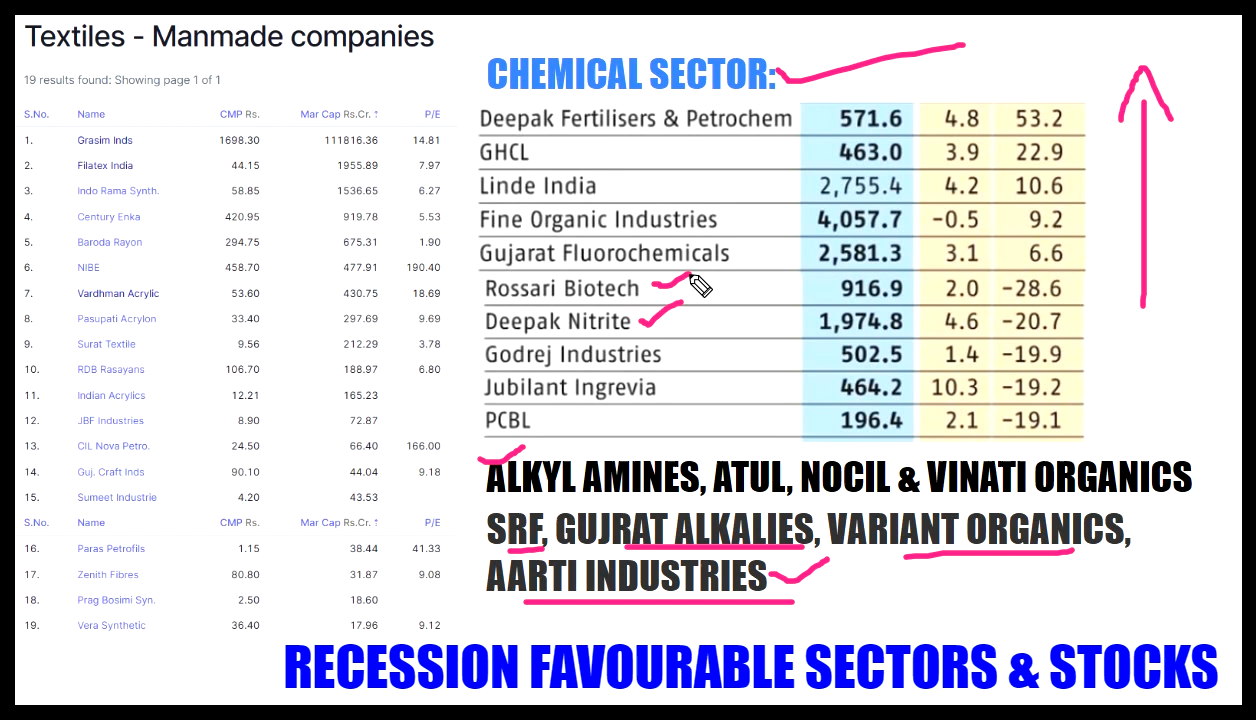 Textiles - Manmade companies
19 results found: Showing page 1 of 1
S.No. Name CMP Rs. Mar Cap Rs.Cr. ↑ P/E
1. Grasim Inds 1698.30 111816.36 14.81
2. Filatex India 44.15 1955.89 7.97
3. Indo Rama Synth. 58.85 1536.65 6.27
4. Century Enka 420.95 919.78 5.53
5. Baroda Rayon 294.75 675.31 1.90
6. NIBE 458.70 477.91 190.40
7. Vardhman Acrylic 53.60 430.75 18.69
8. Pasupati Acrylon 33.40 297.69 9.69
9. Surat Textile 9.56 212.29 3.78
10. RDB Rasayans 106.70 188.97 6.80
11. Indian Acrylics 12.21 165.23
12. JBF Industries 8.90 72.87
13. CIL Nova Petro. 24.50 66.40 166.00
14. Guj. Craft Inds 90.10 44.04 9.18
15. Sumeet Industrie 4.20 43.53
S.No. Name CMP Rs. Mar Cap Rs.Cr. ↑ P/E
16. Paras Petrofils 1.15 38.44 41.33
17. Zenith Fibres 80.80 31.87 9.08
18. Prag Bosimi Syn. 2.50 18.60
19. Vera Synthetic 36.40 17.96 9.12
CHEMICAL SECTOR:
Deepak Fertilisers & Petrochem 571.6 4.8 53.2
GHCL 463.0 3.9 22.9
Linde India 2,755.4 4.2 10.6
Fine Organic Industries 4,057.7 −0.5 9.2
Gujarat Fluorochemicals 2,581.3 3.1 6.6
Rossari Biotech 916.9 2.0 −28.6
Deepak Nitrite 1,974.8 4.6 −20.7
Godrej Industries 502.5 1.4 −19.9
Jubilant Ingrevia 464.2 10.3 −19.2
PCBL 196.4 2.1 −19.1
ALKYL AMINES, ATUL, NOCIL & VINATI ORGANICS
SRF, GUJRAT ALKALIES, VARIANT ORGANICS,
AARTI INDUSTRIES
RECESSION FAVOURABLE SECTORS & STOCKS